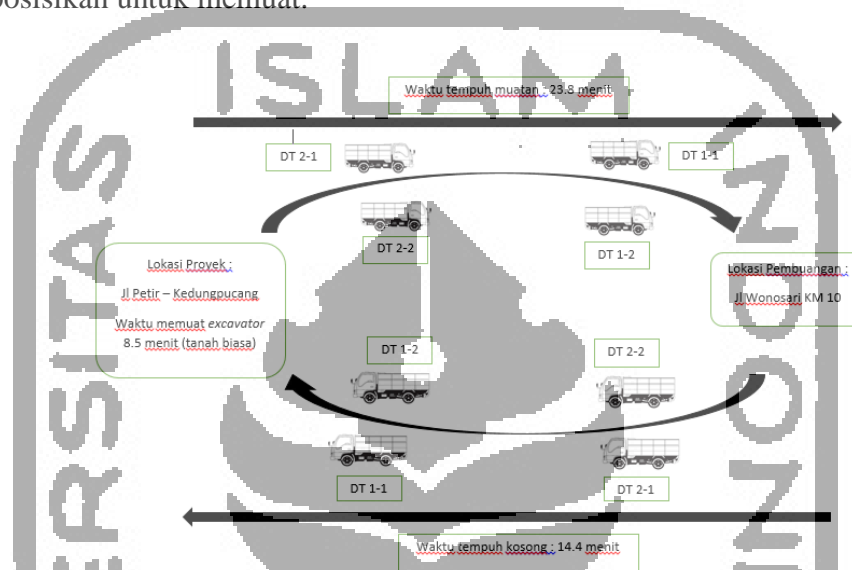 posisikan untuk memuat.
ISLAM
Waktu tempuh muatan : 23.8 menit
DT 2-1
DT 1-1
DT 2-2
DT 1-2
Lokasi Proyek :
Jl Petir – Kedungpucang
Waktu memuat excavator
8.5 menit (tanah biasa)
Lokasi Pembuangan :
Jl Wonosari KM 10
DT 1-2
DT 2-2
DT 1-1
DT 2-1
Waktu tempuh kosong : 14.4 menit
ERSITAS